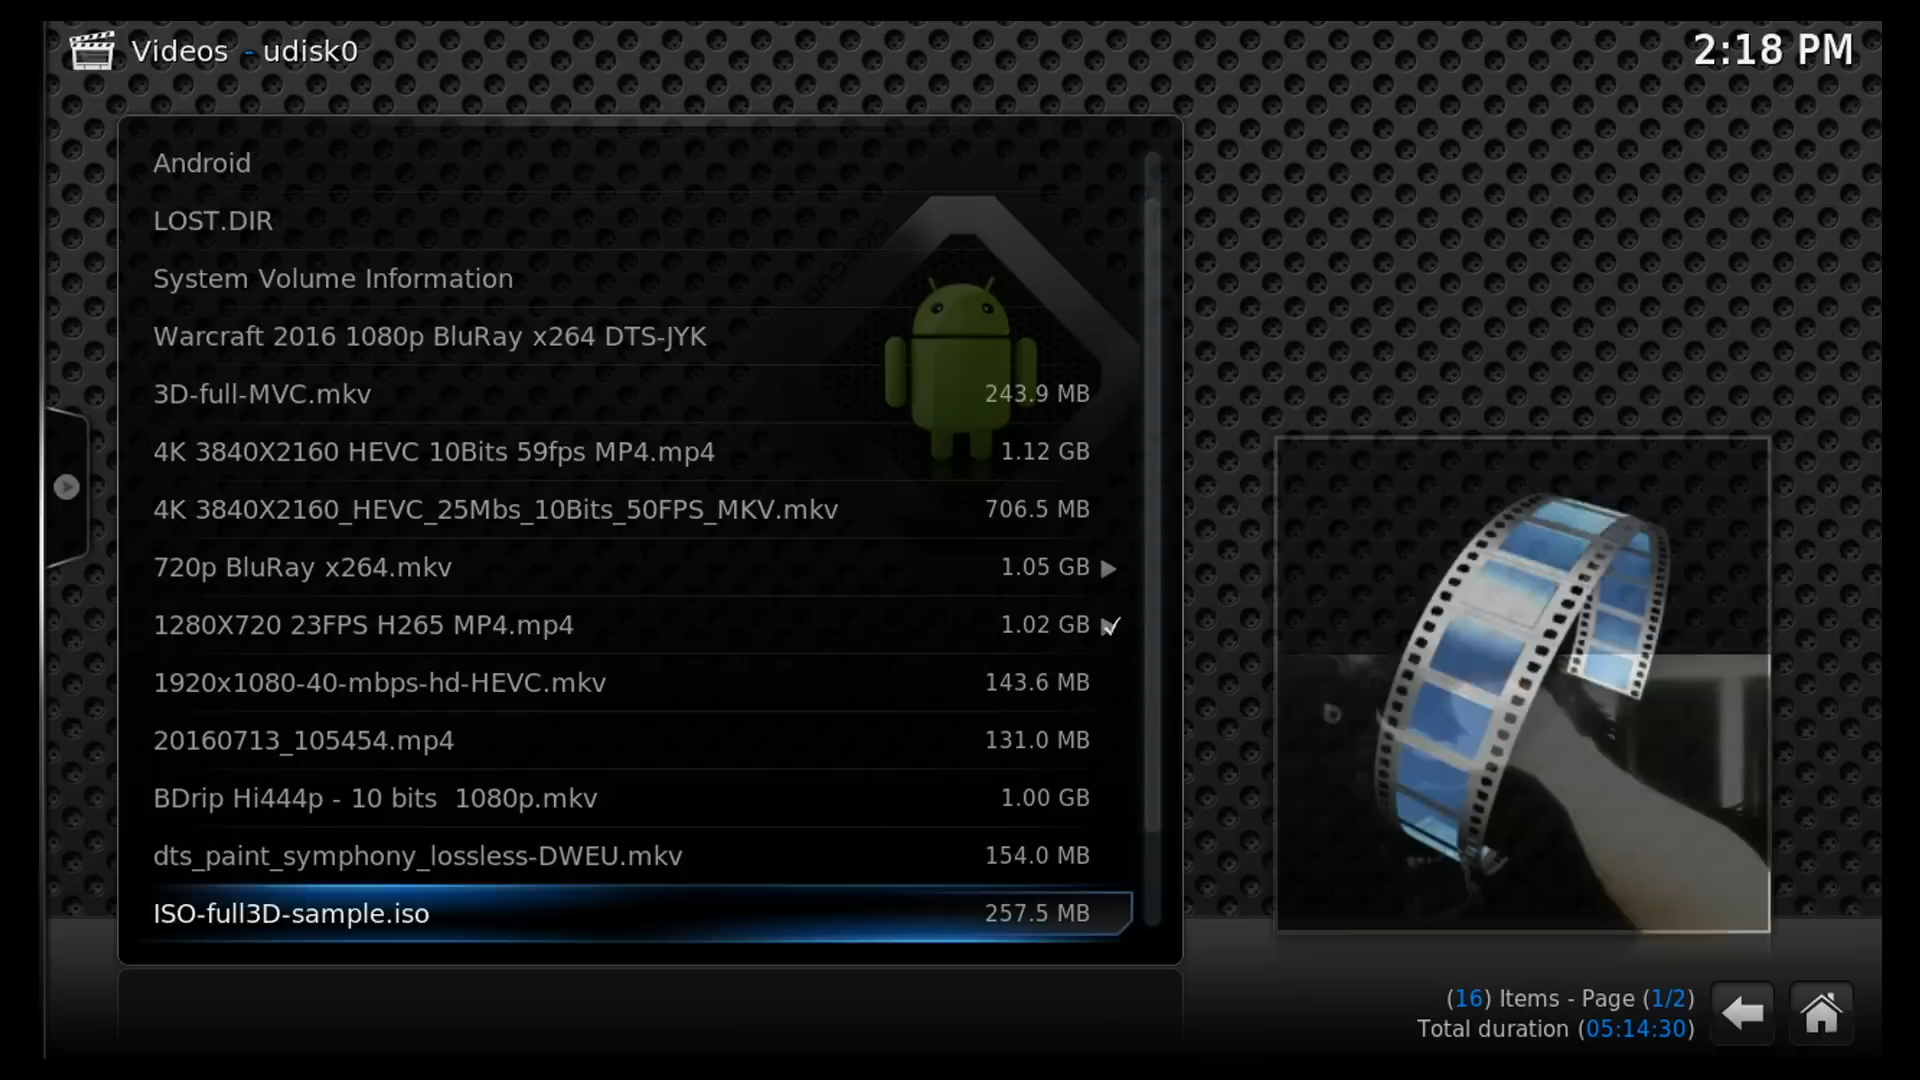 Videos - udisk0
2:18 PM
Android
LOST.DIR
System Volume Information
Warcraft 2016 1080p BluRay x264 DTS-JYK
3D-full-MVC.mkv 243.9 MB
4K 3840X2160 HEVC 10Bits 59fps MP4.mp4 1.12 GB
4K 3840X2160_HEVC_25Mbs_10Bits_50FPS_MKV.mkv 706.5 MB
720p BluRay x264.mkv 1.05 GB
1280X720 23FPS H265 MP4.mp4 1.02 GB
1920x1080-40-mbps-hd-HEVC.mkv 143.6 MB
20160713_105454.mp4 131.0 MB
BDrip Hi444p - 10 bits  1080p.mkv 1.00 GB
dts_paint_symphony_lossless-DWEU.mkv 154.0 MB
ISO-full3D-sample.iso 257.5 MB
(16) Items - Page (1/2)
Total duration (05:14:30)